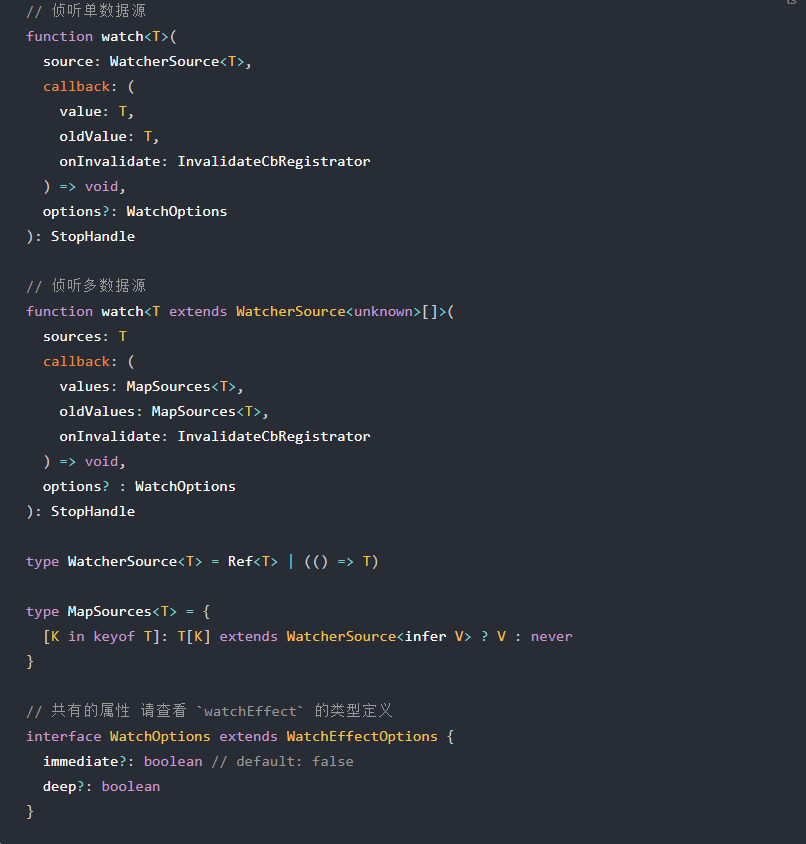 ts
// 侦听单数据源
function watch<T>(
  source: WatcherSource<T>,
  callback: (
    value: T,
    oldValue: T,
    onInvalidate: InvalidateCbRegistrator
  ) => void,
  options?: WatchOptions
): StopHandle
// 侦听多数据源
function watch<T extends WatcherSource<unknown>[]>(
  sources: T
  callback: (
    values: MapSources<T>,
    oldValues: MapSources<T>,
    onInvalidate: InvalidateCbRegistrator
  ) => void,
  options? : WatchOptions
): StopHandle
type WatcherSource<T> = Ref<T> | (() => T)
type MapSources<T> = {
  [K in keyof T]: T[K] extends WatcherSource<infer V> ? V : never
}
// 共有的属性 请查看 `watchEffect` 的类型定义
interface WatchOptions extends WatchEffectOptions {
  immediate?: boolean // default: false
  deep?: boolean
}